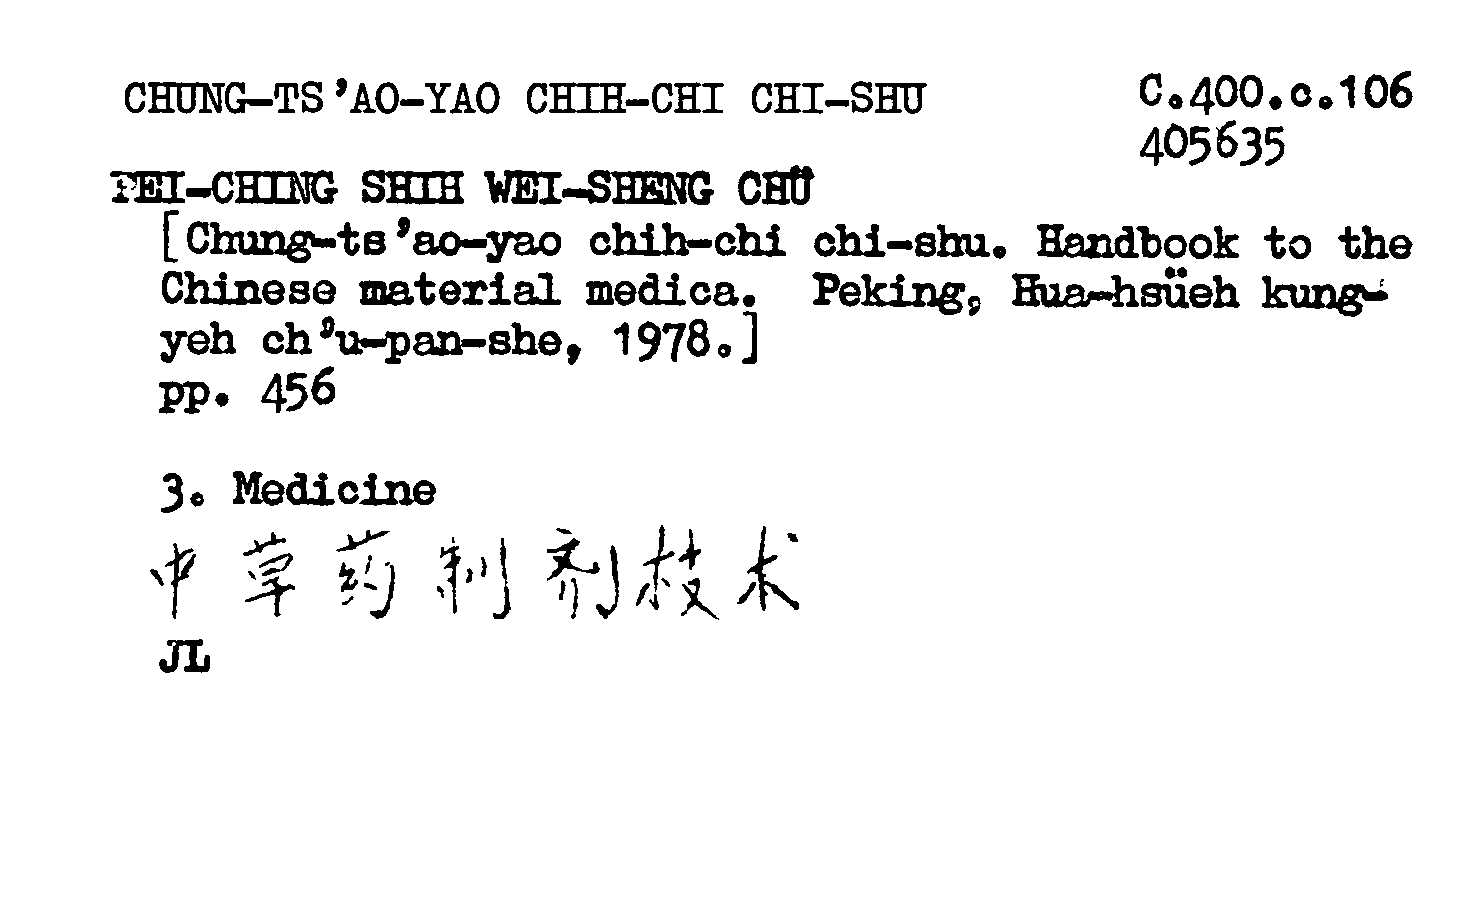 CHUNG-TS'AO-YAO CHIH-CHI CHI-SHU C.400.c.106
405635
PEI-CHING SHIH WEI-SHENG CHÜ
[Chung-ts'ao-yao chih-chi chi-shu. Handbook to the
Chinese material medica. Peking, Hua-hsüeh kung-
yeh ch'u-pan-she, 1978.]
pp. 456
3. Medicine
中草药制剂技术
JL